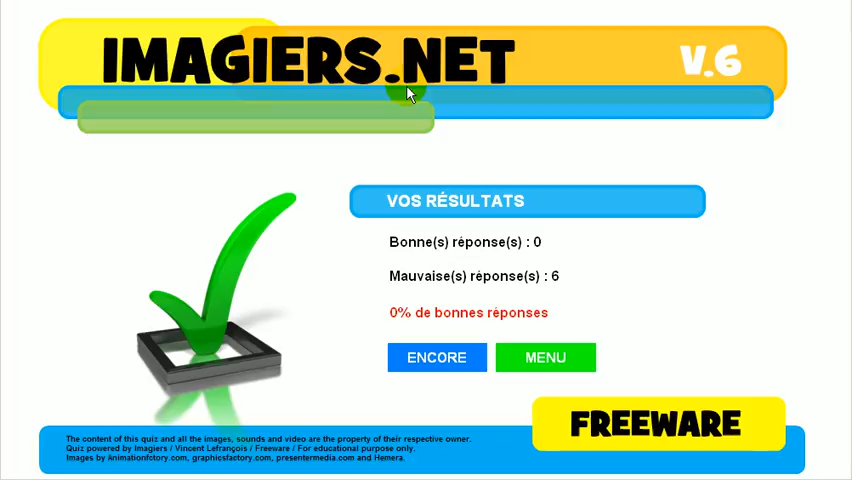 IMAGIERS.NET
V.6
VOS RÉSULTATS
Bonne(s) réponse(s) : 0
Mauvaise(s) réponse(s) : 6
0% de bonnes réponses
ENCORE
MENU
FREEWARE
The content of this quiz and all the images, sounds and video are the property of their respective owner.
Quiz powered by Imagiers / Vincent Lefrançois / Freeware / For educational purpose only.
Images by Animationfctory.com, graphicsfactory.com, presentermedia.com and Hemera.